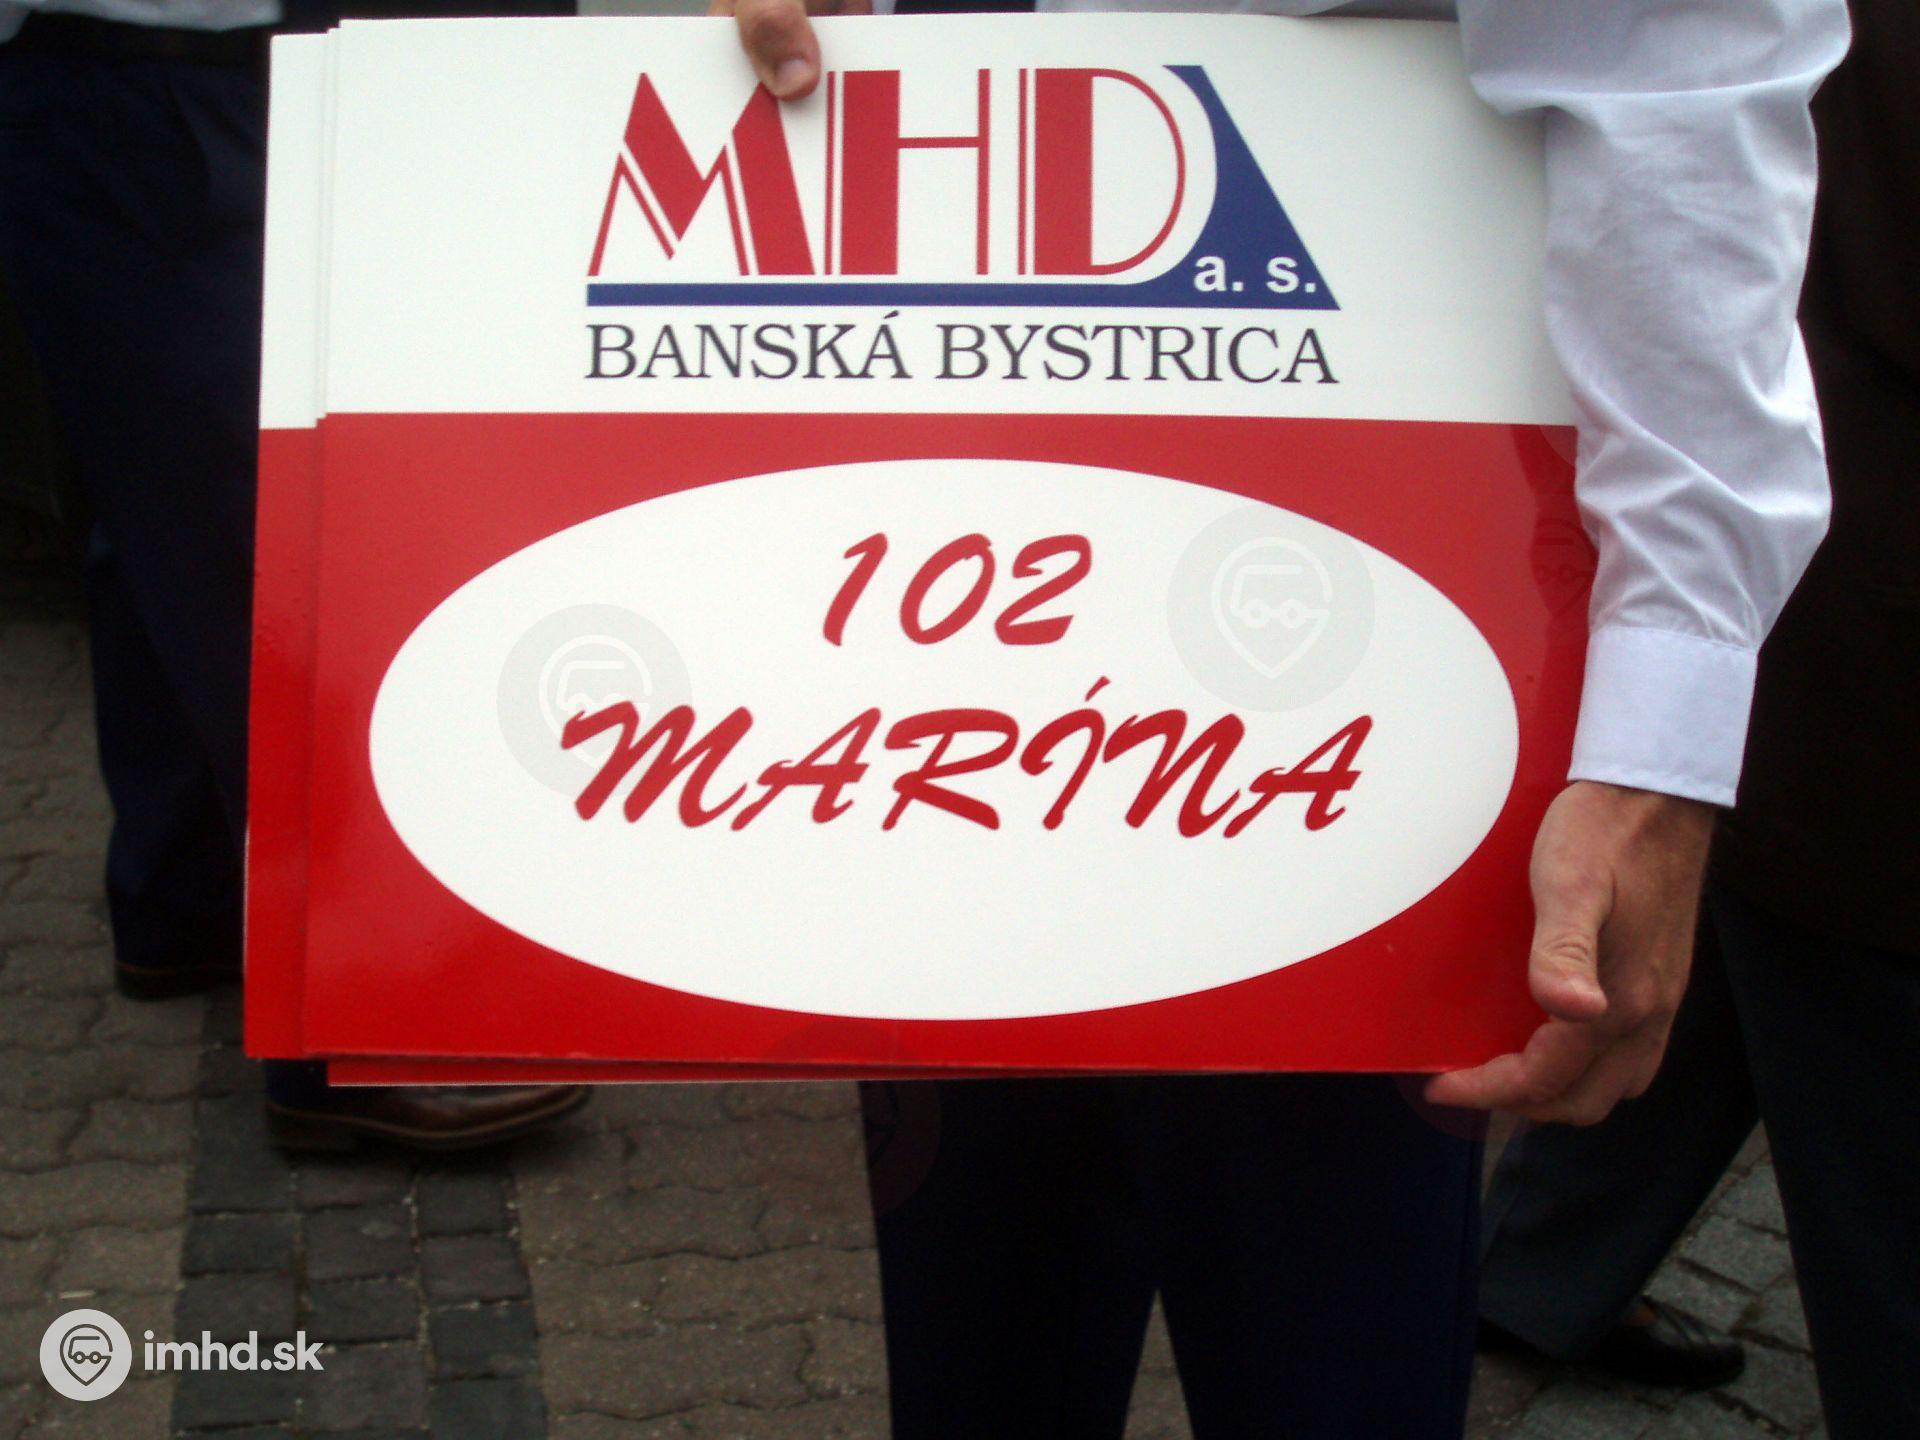 MHD
a. s.
BANSKÁ BYSTRICA
102
MARÍNA
imhd.sk